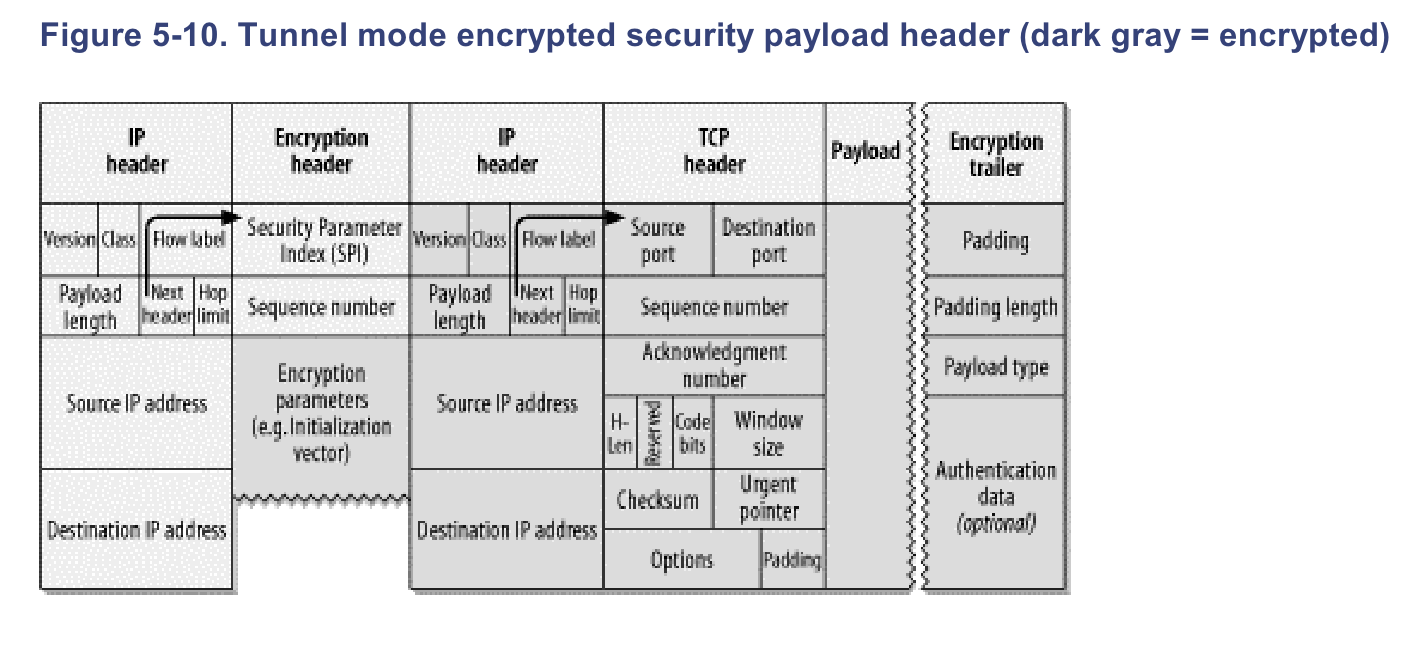 Figure 5-10. Tunnel mode encrypted security payload header (dark gray = encrypted)
IP
header
Encryption
header
IP
header
TCP
header
Payload
Encryption
trailer
Version
Class
Flow label
Security Parameter
Index (SPI)
Version
Class
Flow label
Source
port
Destination
port
Padding
Payload
length
Next
header
Hop
limit
Sequence number
Payload
length
Next
header
Hop
limit
Sequence number
Padding length
Source IP address
Encryption
parameters
(e.g. Initialization
vector)
Source IP address
Acknowledgment
number
Payload type
H-
Len
Reserved
Code
bits
Window
size
Authentication
data
(optional)
Destination IP address
Destination IP address
Checksum
Urgent
pointer
Options
Padding